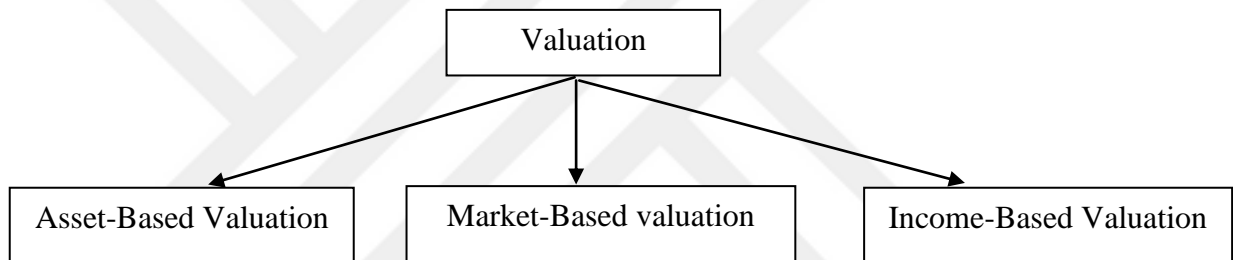 Valuation
Asset-Based Valuation
Market-Based valuation
Income-Based Valuation